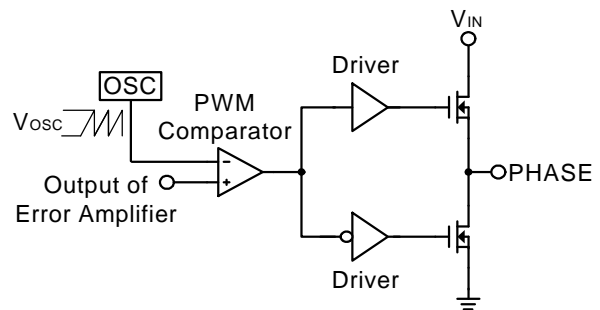 VIN
Driver
OSC
PWM
Comparator
VOSC
-
+
Output of
Error Amplifier
PHASE
Driver